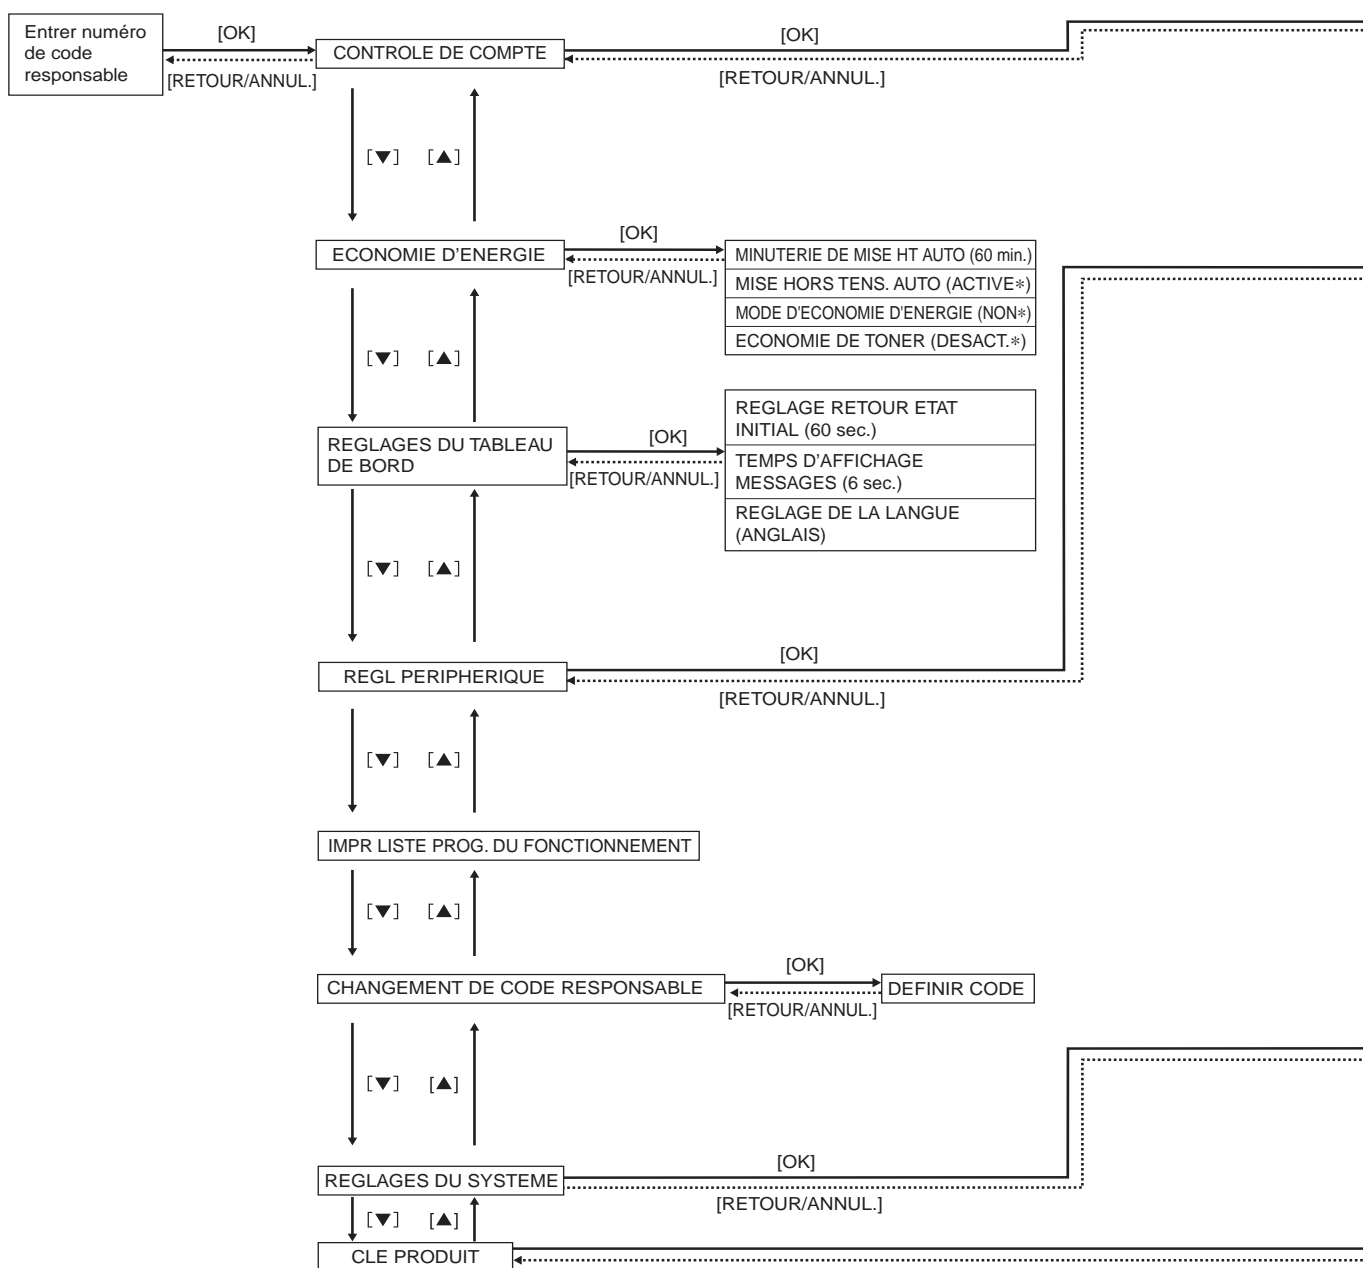 Entrer numéro
de code
responsable
[OK]
[RETOUR/ANNUL.]
CONTROLE DE COMPTE
[OK]
[RETOUR/ANNUL.]
[▼] [▲]
ECONOMIE D'ENERGIE
[OK]
[RETOUR/ANNUL.]
MINUTERIE DE MISE HT AUTO (60 min.)
MISE HORS TENS. AUTO (ACTIVE*)
MODE D'ECONOMIE D'ENERGIE (NON*)
ECONOMIE DE TONER (DESACT.*)
[▼] [▲]
REGLAGES DU TABLEAU
DE BORD
[OK]
[RETOUR/ANNUL.]
REGLAGE RETOUR ETAT
INITIAL (60 sec.)
TEMPS D'AFFICHAGE
MESSAGES (6 sec.)
REGLAGE DE LA LANGUE
(ANGLAIS)
[▼] [▲]
REGL PERIPHERIQUE
[OK]
[RETOUR/ANNUL.]
[▼] [▲]
IMPR LISTE PROG. DU FONCTIONNEMENT
[▼] [▲]
CHANGEMENT DE CODE RESPONSABLE
[OK]
[RETOUR/ANNUL.]
DEFINIR CODE
[▼] [▲]
REGLAGES DU SYSTEME
[OK]
[RETOUR/ANNUL.]
[▼] [▲]
CLE PRODUIT